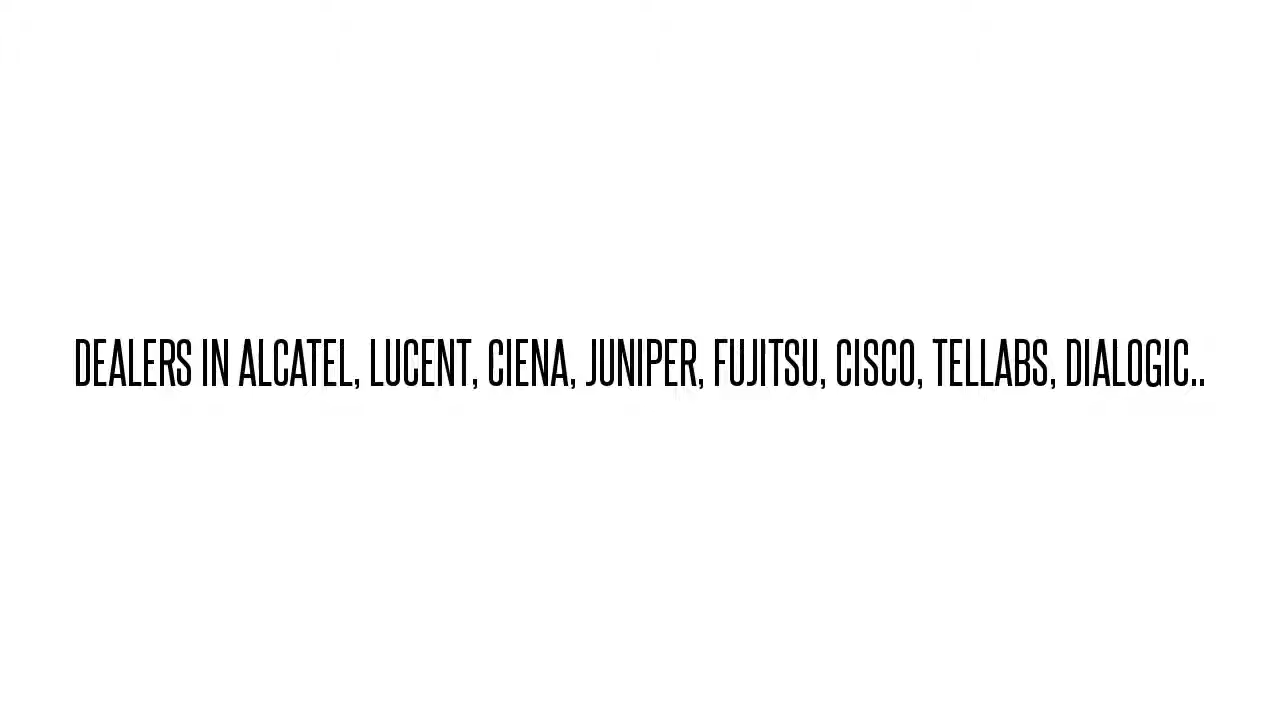 DEALERS IN ALCATEL, LUCENT, CIENA, JUNIPER, FUJITSU, CISCO, TELLABS, DIALOGIC..